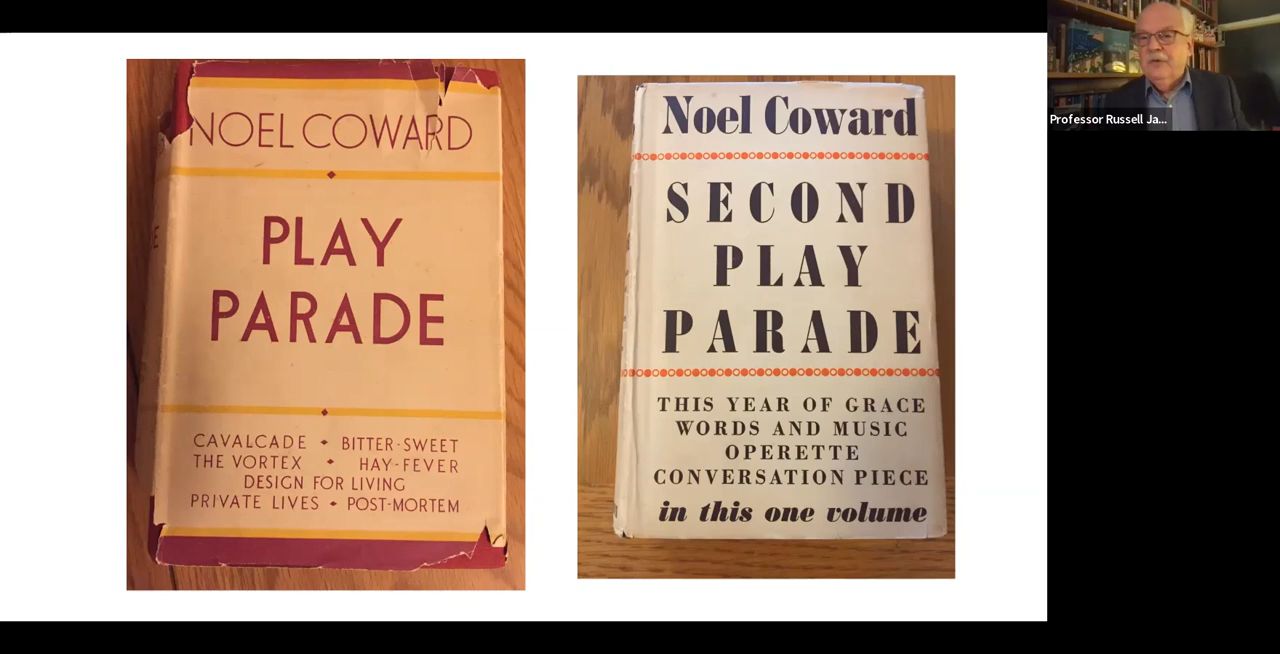 NOEL COWARD
PLAY
PARADE
CAVALCADE ◆ BITTER-SWEET
THE VORTEX ◆ HAY-FEVER
DESIGN FOR LIVING
PRIVATE LIVES ◆ POST-MORTEM
E
Noel Coward
SECOND
PLAY
PARADE
THIS YEAR OF GRACE
WORDS AND MUSIC
OPERETTE
CONVERSATION PIECE
in this one volume
Professor Russell Ja...